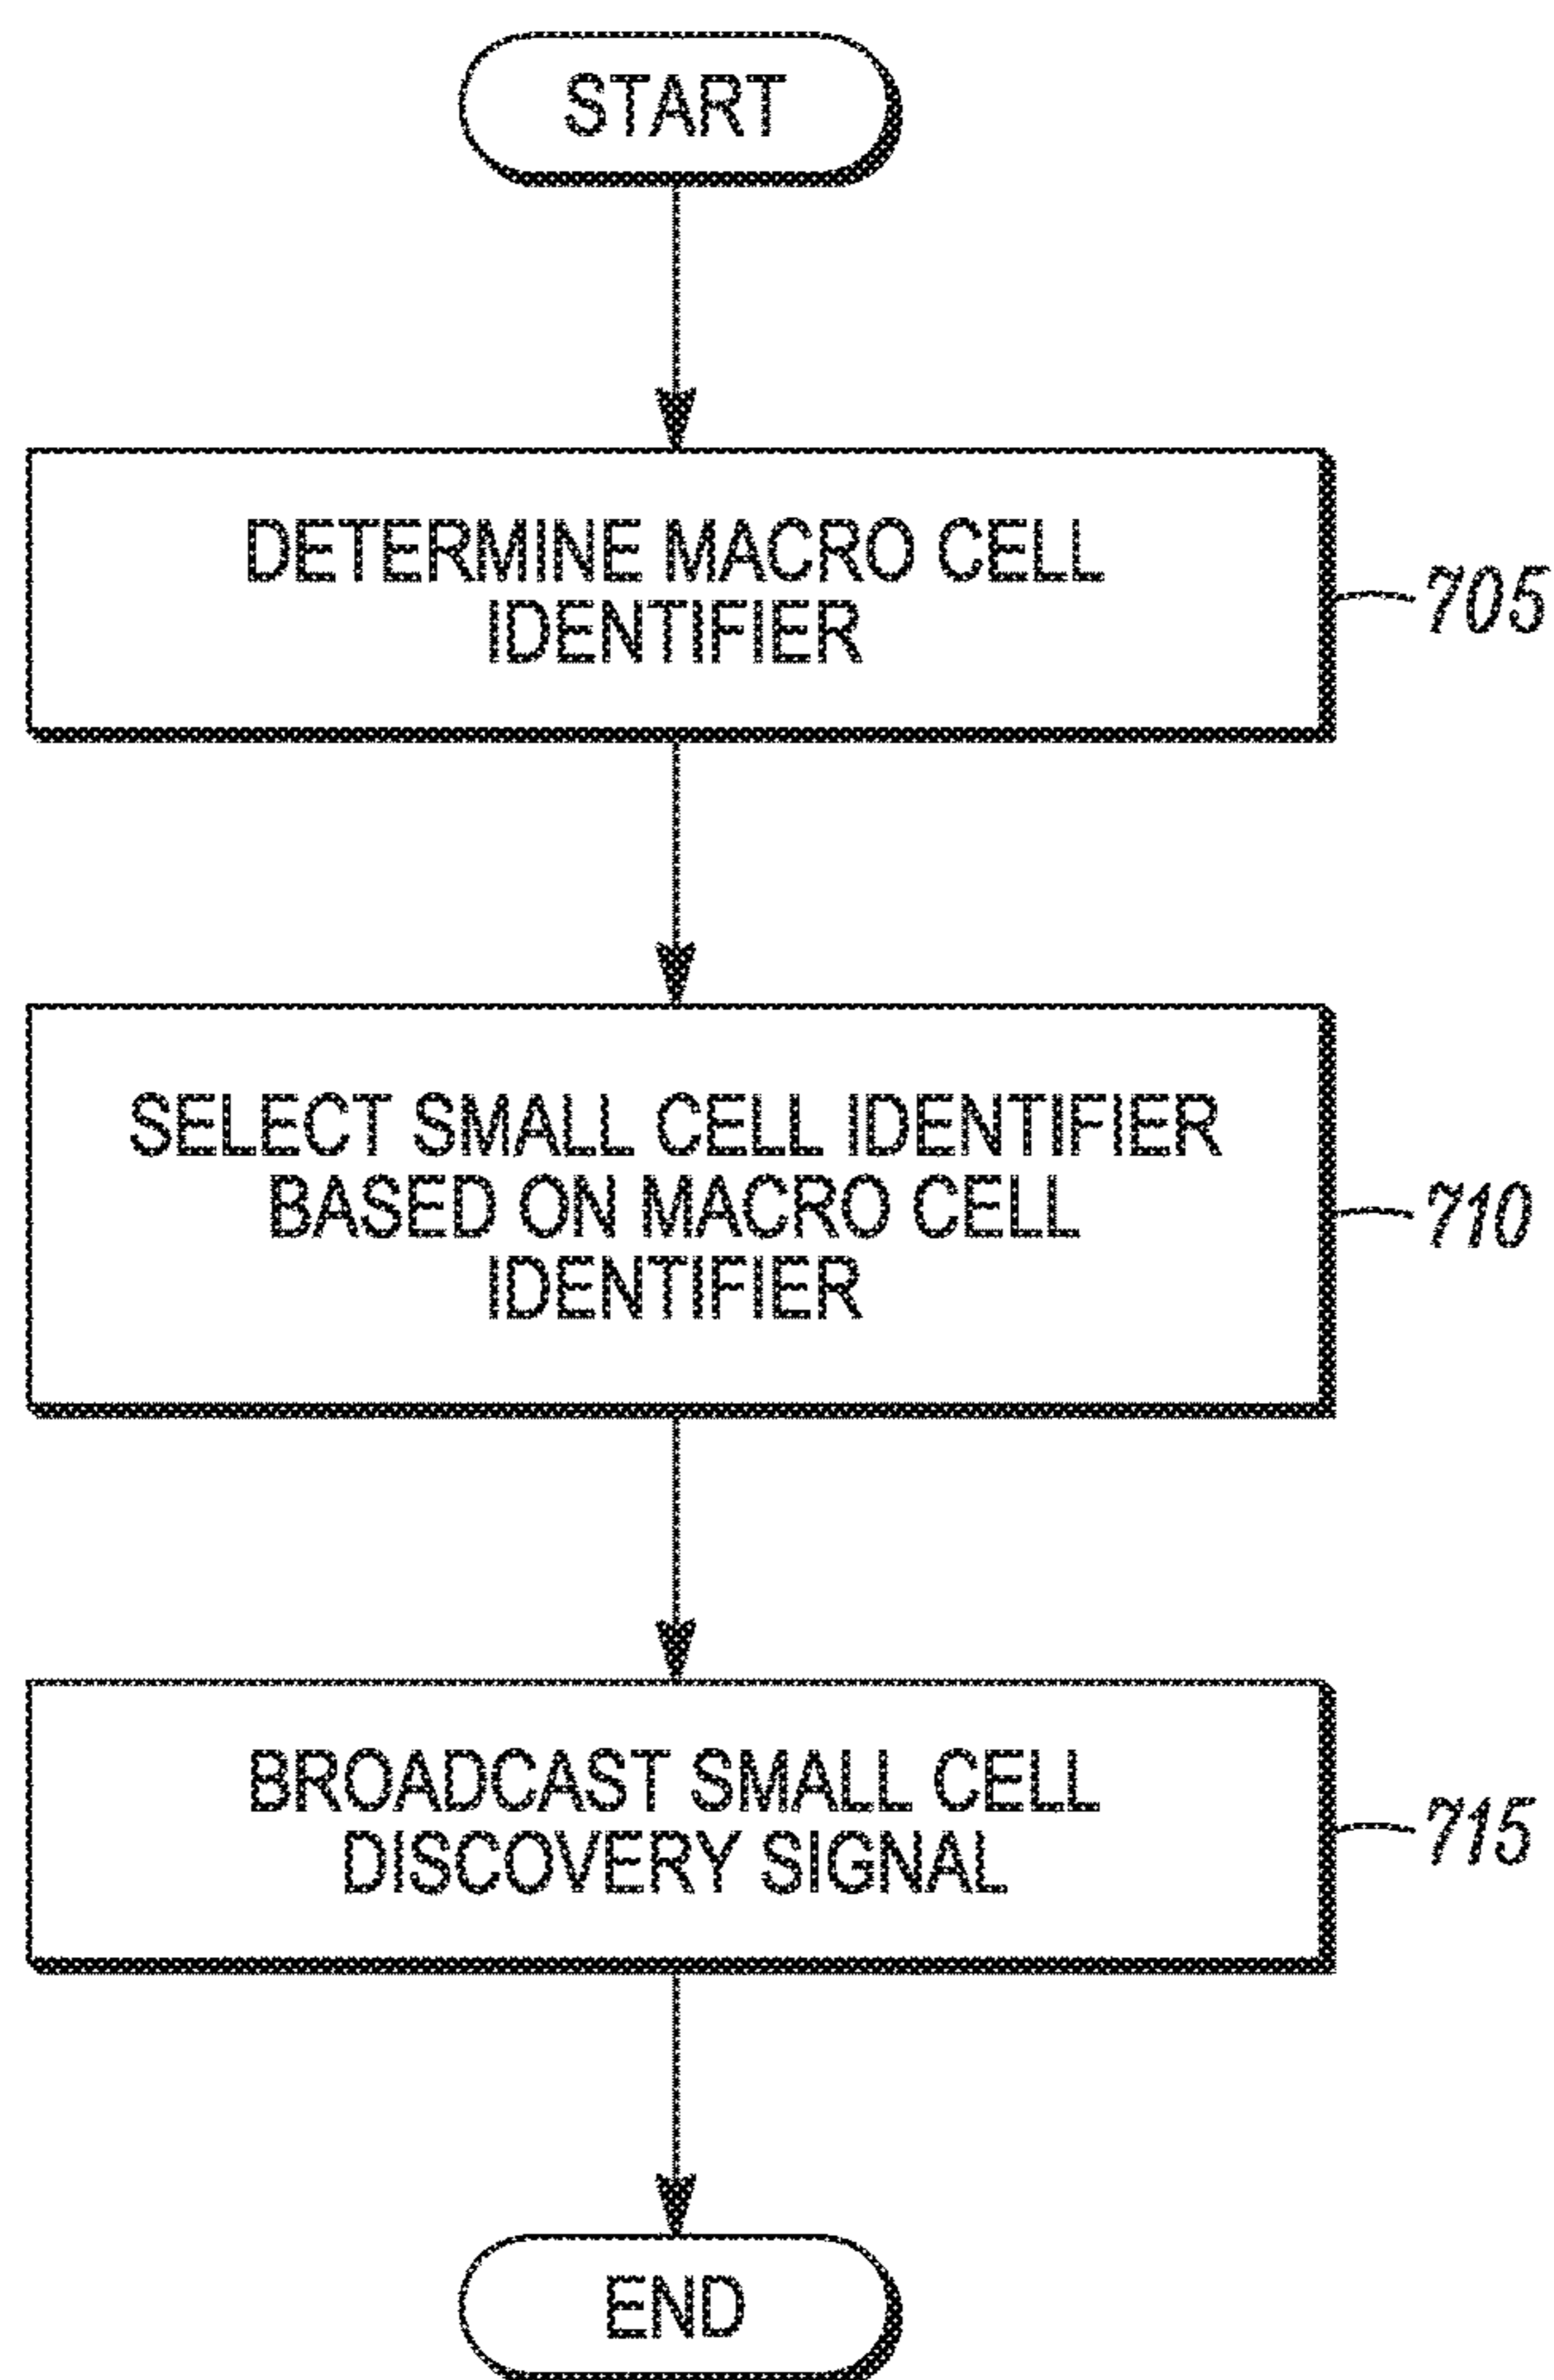 START
DETERMINE MACRO CELL
IDENTIFIER
705
SELECT SMALL CELL IDENTIFIER
BASED ON MACRO CELL
IDENTIFIER
710
BROADCAST SMALL CELL
DISCOVERY SIGNAL
715
END